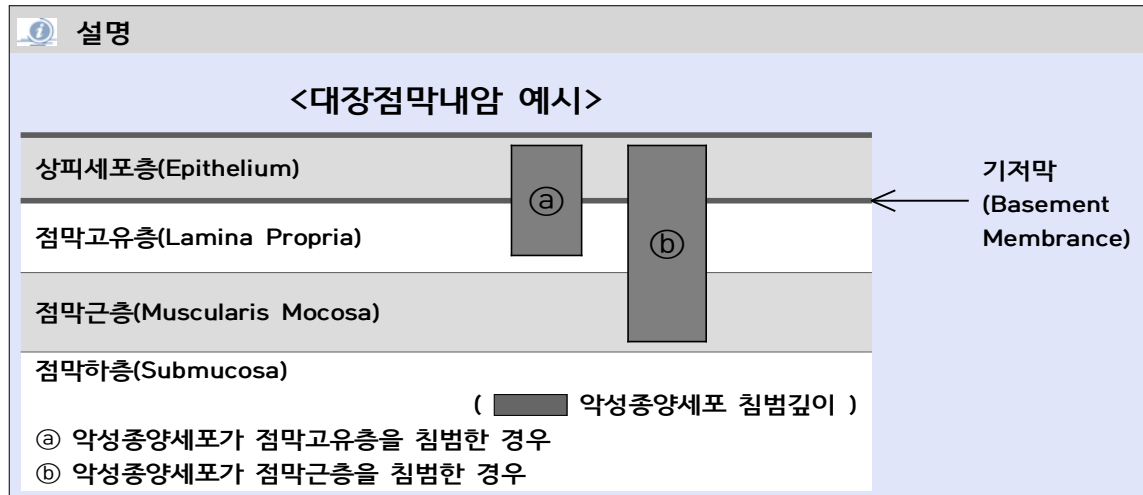 설명
<대장점막내암 예시>
상피세포층(Epithelium)
ⓐ
기저막
(Basement
Membrance)
점막고유층(Lamina Propria)
ⓑ
점막근층(Muscularis Mocosa)
점막하층(Submucosa)
( 악성종양세포 침범깊이 )
ⓐ 악성종양세포가 점막고유층을 침범한 경우
ⓑ 악성종양세포가 점막근층을 침범한 경우